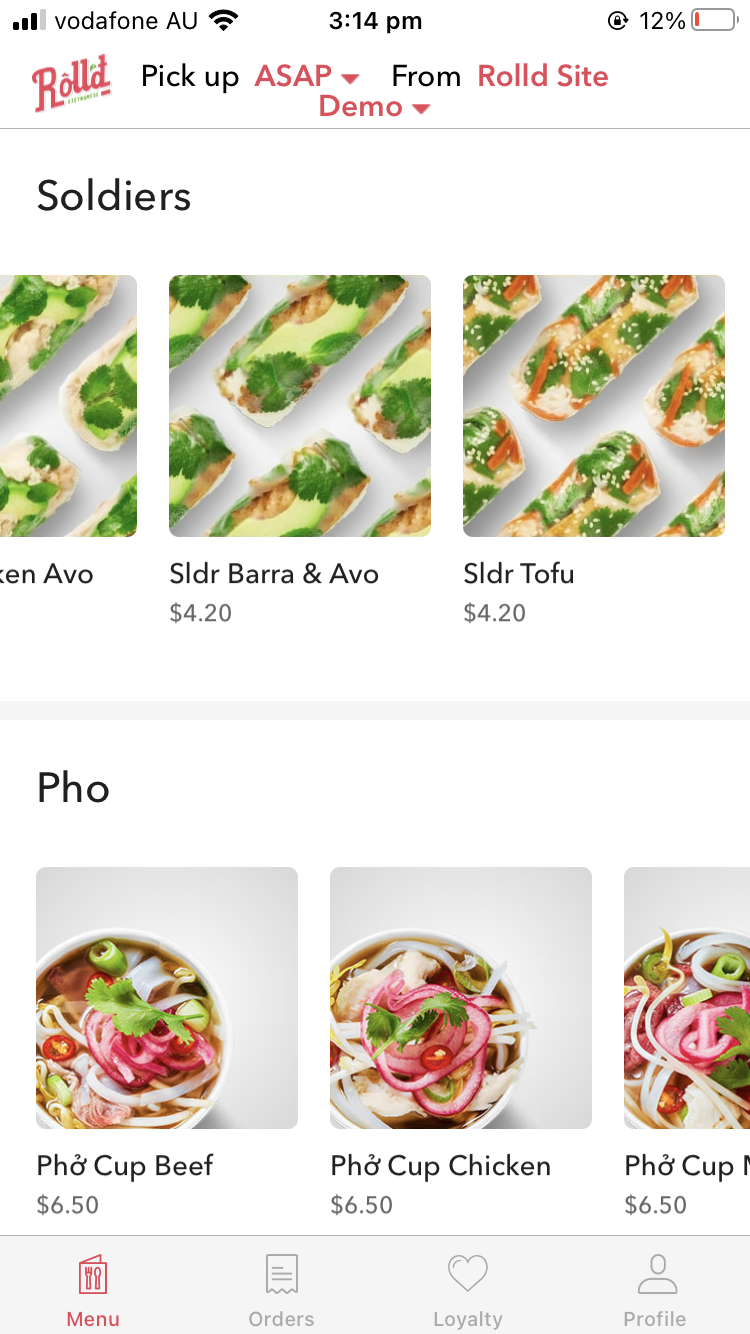 vodafone AU 3:14 pm 12%
Rôll'd Pick up ASAP From Rolld Site
VIETNAMESE Demo
Soldiers
ken Avo Sldr Barra & Avo Sldr Tofu
$4.20 $4.20
Pho
Phở Cup Beef Phở Cup Chicken Phở Cup
$6.50 $6.50 $6.50
Menu Orders Loyalty Profile